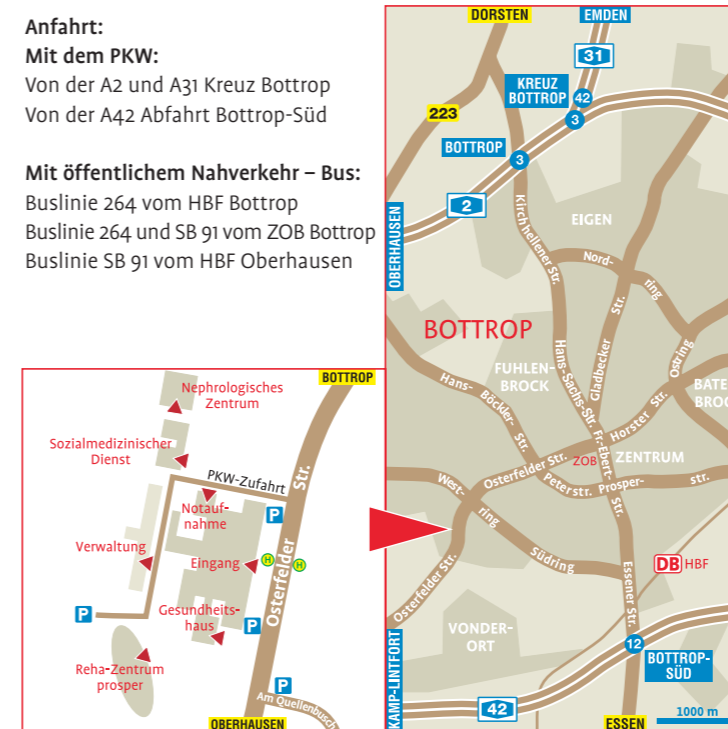 Anfahrt:
Mit dem PKW:
Von der A2 und A31 Kreuz Bottrop
Von der A42 Abfahrt Bottrop-Süd
Mit öffentlichem Nahverkehr – Bus:
Buslinie 264 vom HBF Bottrop
Buslinie 264 und SB 91 vom ZOB Bottrop
Buslinie SB 91 vom HBF Oberhausen
DORSTEN
EMDEN
31
KREUZ
BOTTROP
42
3
223
BOTTROP
3
2
OBERHAUSEN
Kirchhellener Str.
EIGEN
Nord-
ring
BOTTROP
Gladbecker Str.
Ostring
Hans-Sachs-Str.
FUHLEN-
BROCK
Hans-Böckler-Str.
BATE
BROC
Horster Str.
Fr.-Ebert-
Str.
Osterfelder Str.
ZOB
ZENTRUM
Peterstr.
Prosper-
str.
West-
ring
Südring
Osterfelder Str.
Essener Str.
DB HBF
VONDER-
ORT
12
BOTTROP-
SÜD
KAMP-LINTFORT
42
ESSEN
1000 m
BOTTROP
Nephrologisches
Zentrum
Sozialmedizinischer
Dienst
PKW-Zufahrt
Notauf-
nahme
P
Verwaltung
Eingang
H
H
Osterfelder Str.
Gesundheits-
haus
P
P
Reha-Zentrum
prosper
P
Am Quellenbusch
OBERHAUSEN